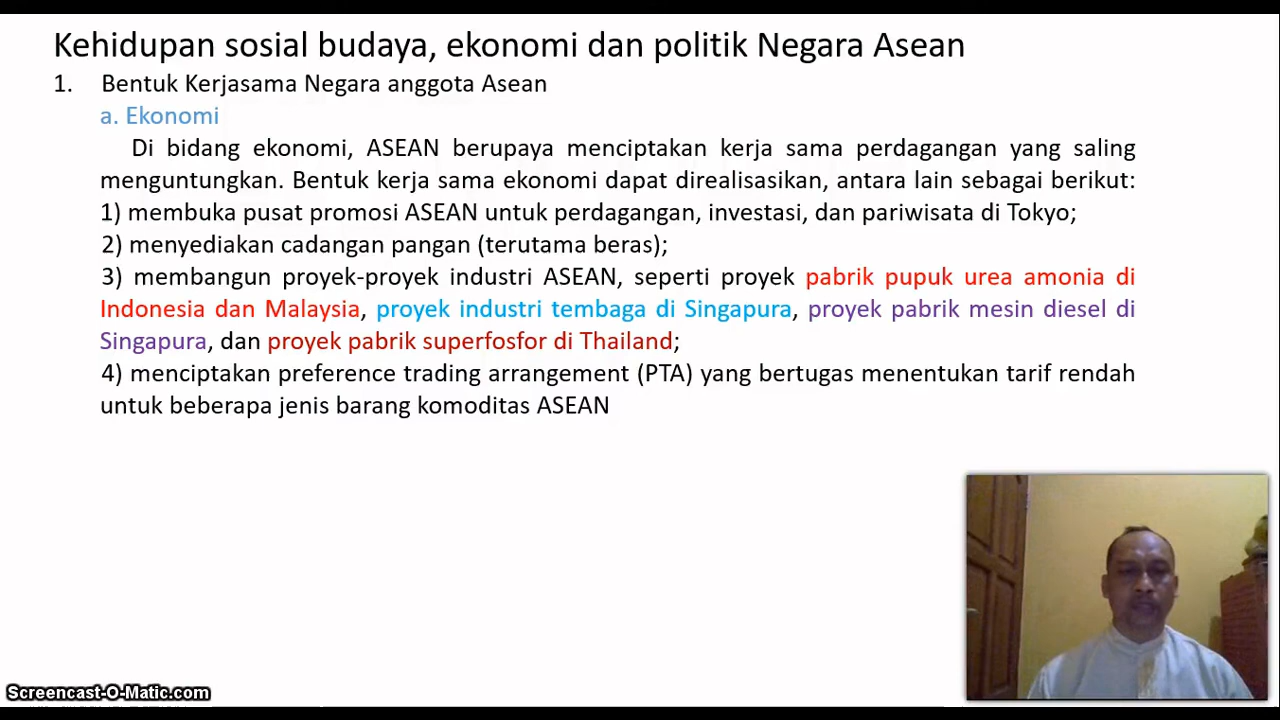 Kehidupan sosial budaya, ekonomi dan politik Negara Asean
1. Bentuk Kerjasama Negara anggota Asean
a. Ekonomi
Di bidang ekonomi, ASEAN berupaya menciptakan kerja sama perdagangan yang saling
menguntungkan. Bentuk kerja sama ekonomi dapat direalisasikan, antara lain sebagai berikut:
1) membuka pusat promosi ASEAN untuk perdagangan, investasi, dan pariwisata di Tokyo;
2) menyediakan cadangan pangan (terutama beras);
3) membangun proyek-proyek industri ASEAN, seperti proyek pabrik pupuk urea amonia di
Indonesia dan Malaysia, proyek industri tembaga di Singapura, proyek pabrik mesin diesel di
Singapura, dan proyek pabrik superfosfor di Thailand;
4) menciptakan preference trading arrangement (PTA) yang bertugas menentukan tarif rendah
untuk beberapa jenis barang komoditas ASEAN
Screencast-O-Matic.com